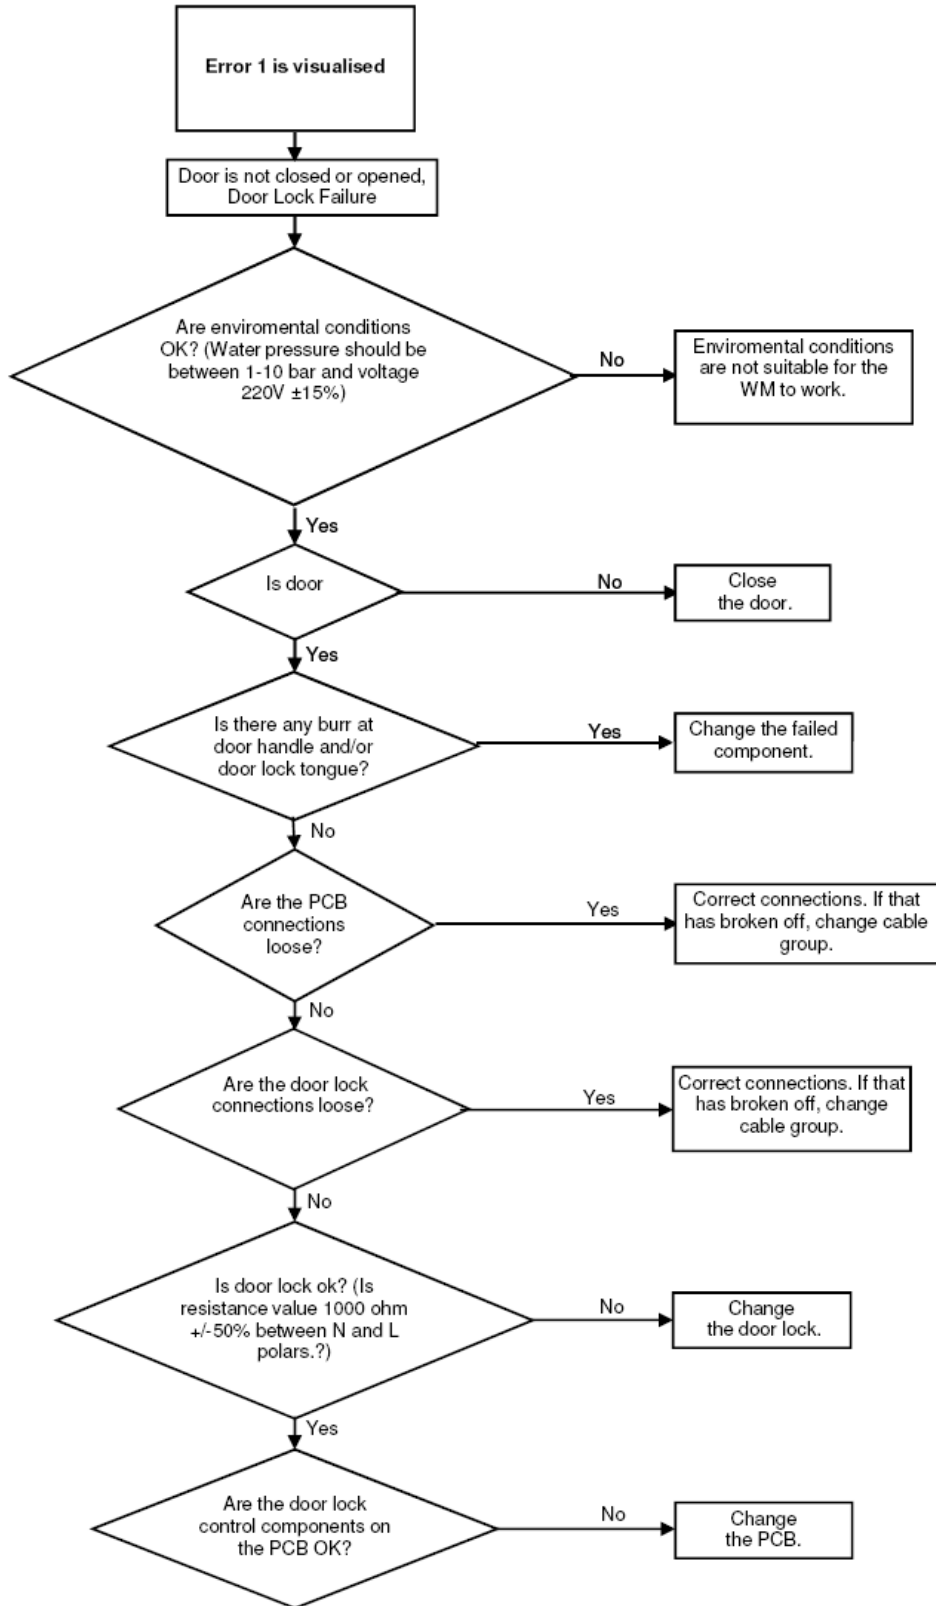 Error 1 is visualised
Door is not closed or opened,
Door Lock Failure
Are enviromental conditions
OK? (Water pressure should be
between 1-10 bar and voltage
220V ±15%)
No
Enviromental conditions
are not suitable for the
WM to work.
Yes
Is door
No
Close
the door.
Yes
Is there any burr at
door handle and/or
door lock tongue?
Yes
Change the failed
component.
No
Are the PCB
connections
loose?
Yes
Correct connections. If that
has broken off, change cable
group.
No
Are the door lock
connections loose?
Yes
Correct connections. If that
has broken off, change
cable group.
No
Is door lock ok? (Is
resistance value 1000 ohm
+/-50% between N and L
polars.?)
No
Change
the door lock.
Yes
Are the door lock
control components on
the PCB OK?
No
Change
the PCB.